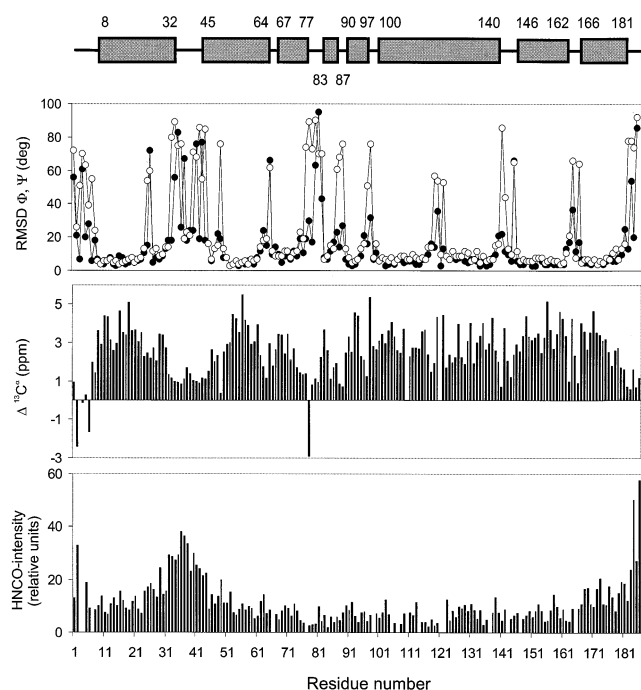 8 32 45 64 67 77 90 97 100 140 146 162 166 181
83 87
RMSD Φ, Ψ (deg)
100
80
60
40
20
0
Δ ¹³Cᵅ (ppm)
5
3
1
-1
-3
HNCO-intensity
(relative units)
60
40
20
0
1 11 21 31 41 51 61 71 81 91 101 111 121 131 141 151 161 171 181
Residue number